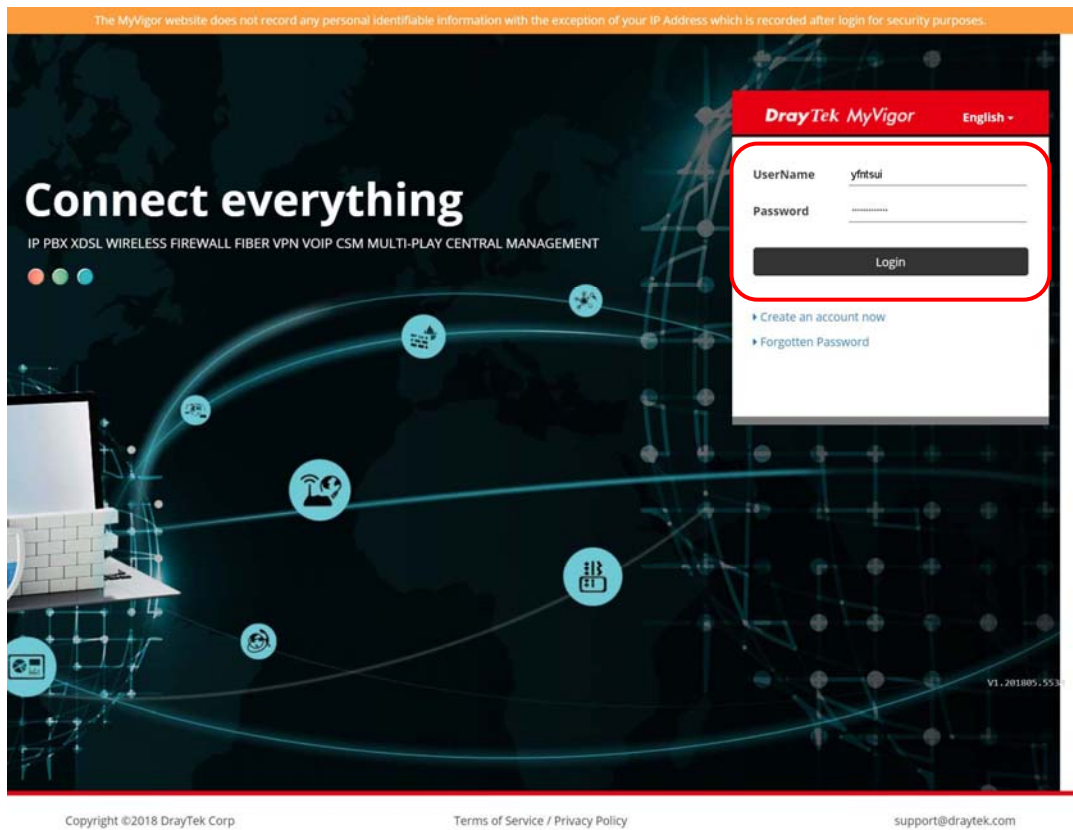 The MyVigor website does not record any personal identifiable information with the exception of your IP Address which is recorded after login for security purposes.
DrayTek MyVigor English
UserName yfntsui
Password
Login
Create an account now
Forgotten Password
Connect everything
IP PBX XDSL WIRELESS FIREWALL FIBER VPN VOIP CSM MULTI-PLAY CENTRAL MANAGEMENT
Copyright ©2018 DrayTek Corp
Terms of Service / Privacy Policy
support@draytek.com